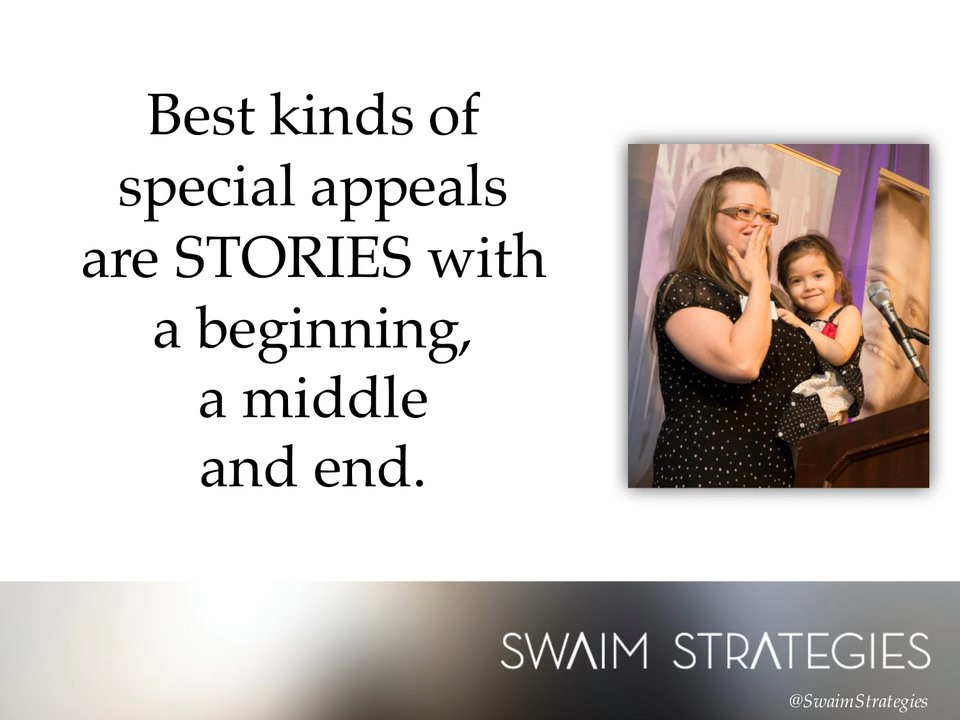 Best kinds of
special appeals
are STORIES with
a beginning,
a middle
and end.
SWAIM STRATEGIES
@SwaimStrategies